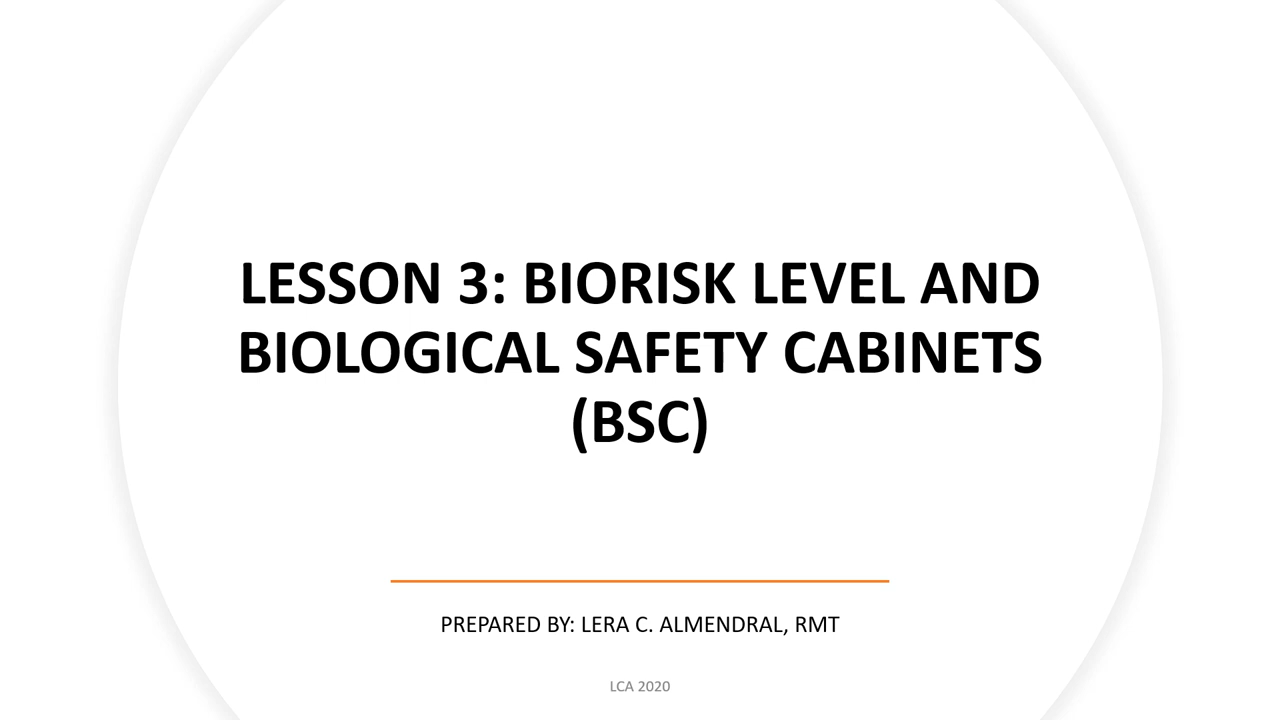 LESSON 3: BIORISK LEVEL AND
BIOLOGICAL SAFETY CABINETS
(BSC)
PREPARED BY: LERA C. ALMENDRAL, RMT
LCA 2020